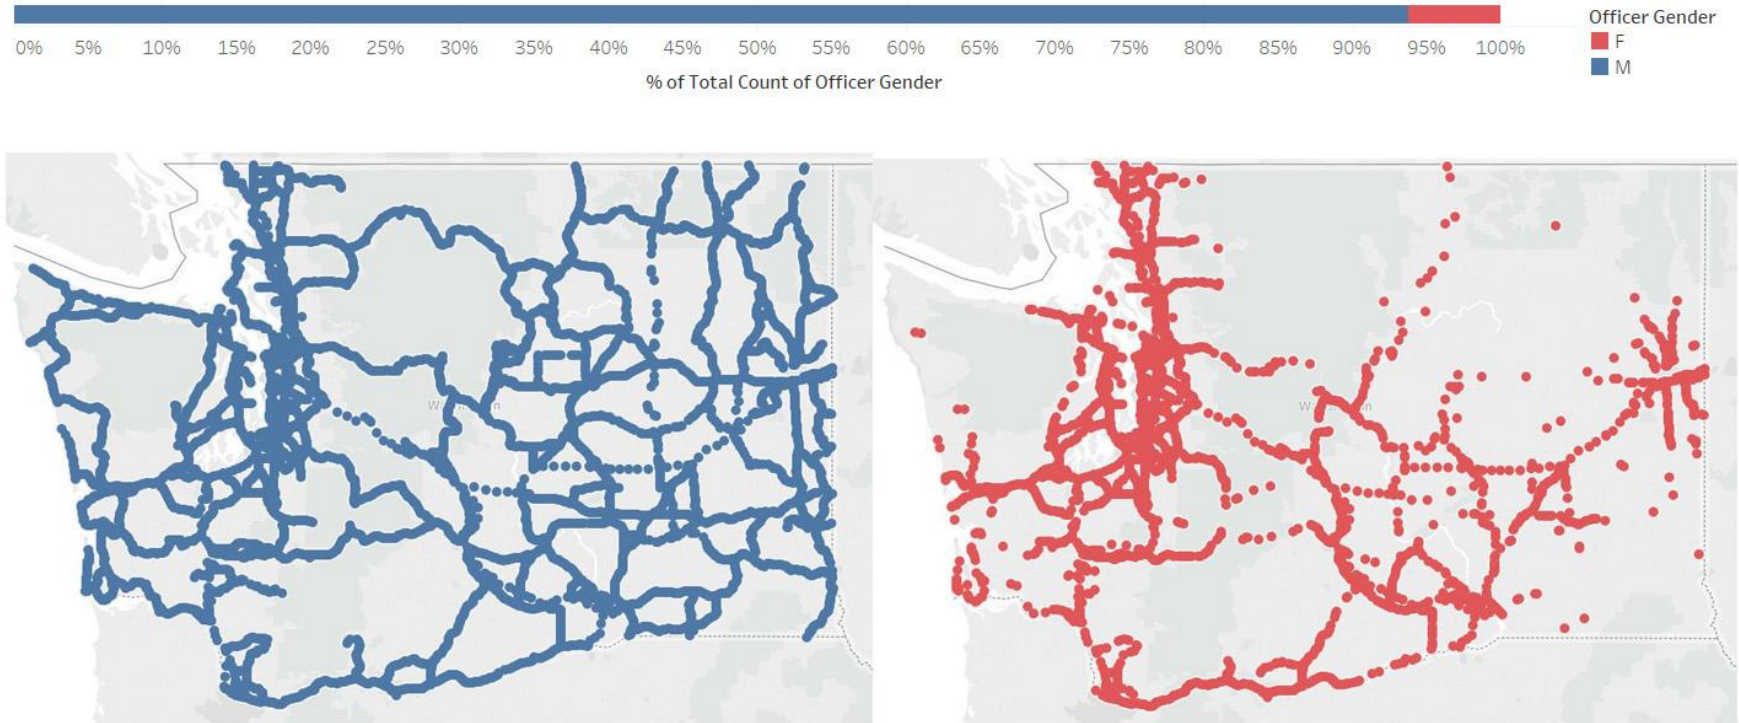 Officer Gender
F
M
0% 5% 10% 15% 20% 25% 30% 35% 40% 45% 50% 55% 60% 65% 70% 75% 80% 85% 90% 95% 100%
% of Total Count of Officer Gender